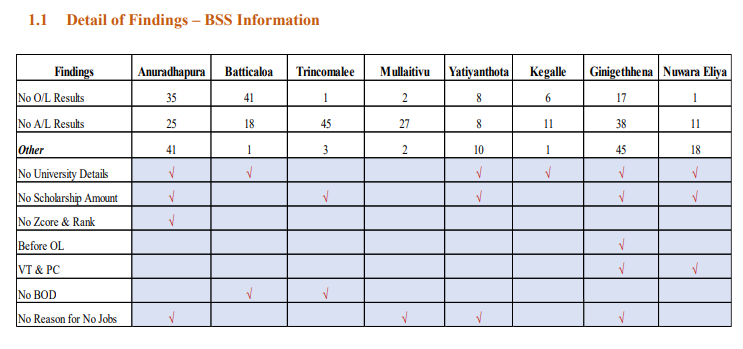 1.1 Detail of Findings – BSS Information
Findings Anuradhapura Batticaloa Trincomalee Mullaitivu Yatiyanthota Kegalle Ginigethhena Nuwara Eliya
No O/L Results 35 41 1 2 8 6 17 1
No A/L Results 25 18 45 27 8 11 38 11
Other 41 1 3 2 10 1 45 18
No University Details √ √ √ √ √ √
No Scholarship Amount √ √ √ √ √
No Zcore & Rank √
Before OL √
VT & PC √ √
No BOD √ √
No Reason for No Jobs √ √ √ √